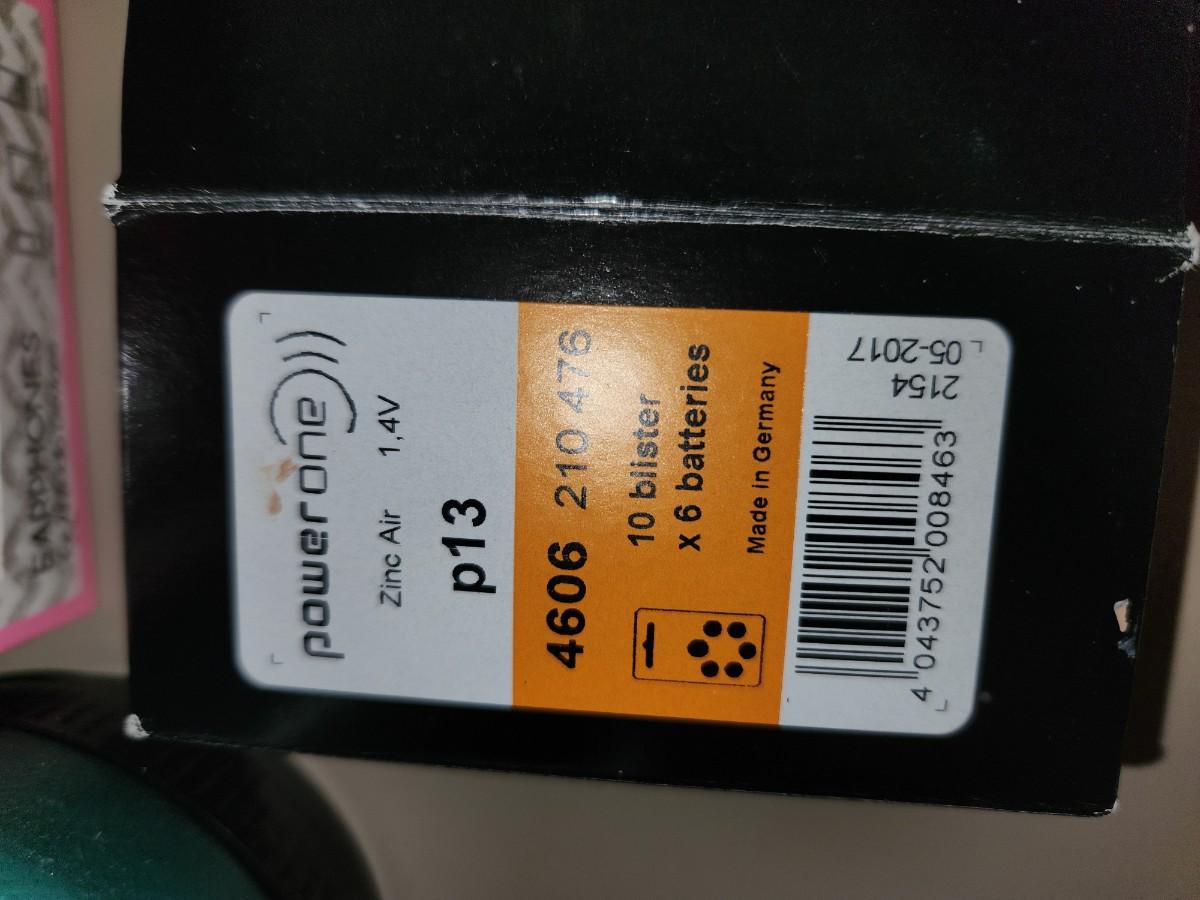 powerone
Zinc Air 1,4V
p13
4606 210 476
10 blister
x 6 batteries
Made in Germany
4 043752 008463
2154
05-2017